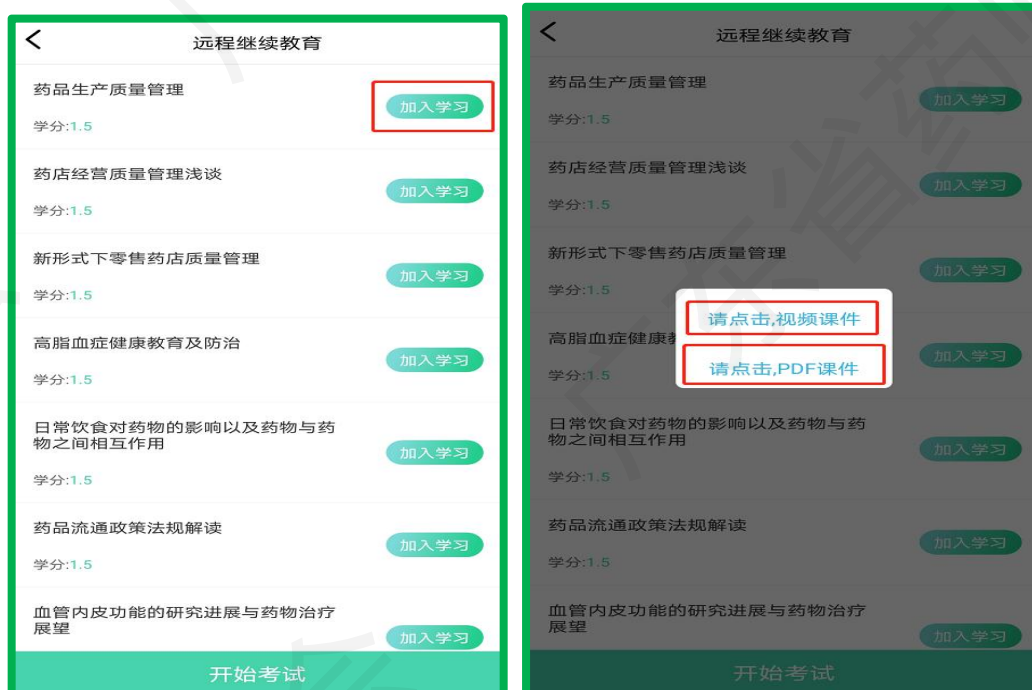 远程继续教育
药品生产质量管理
加入学习
学分:1.5
药店经营质量管理浅谈
加入学习
学分:1.5
新形式下零售药店质量管理
加入学习
学分:1.5
高脂血症健康教育及防治
加入学习
学分:1.5
日常饮食对药物的影响以及药物与药
物之间相互作用
加入学习
学分:1.5
药品流通政策法规解读
加入学习
学分:1.5
血管内皮功能的研究进展与药物治疗
展望
加入学习
开始考试
远程继续教育
药品生产质量管理
加入学习
学分:1.5
药店经营质量管理浅谈
加入学习
学分:1.5
新形式下零售药店质量管理
加入学习
学分:1.5
请点击,视频课件
高脂血症健康
加入学习
请点击,PDF课件
学分:1.5
日常饮食对药物的影响以及药物与药
物之间相互作用
加入学习
学分:1.5
药品流通政策法规解读
加入学习
学分:1.5
血管内皮功能的研究进展与药物治疗
展望
加入学习
开始考试
广东省药